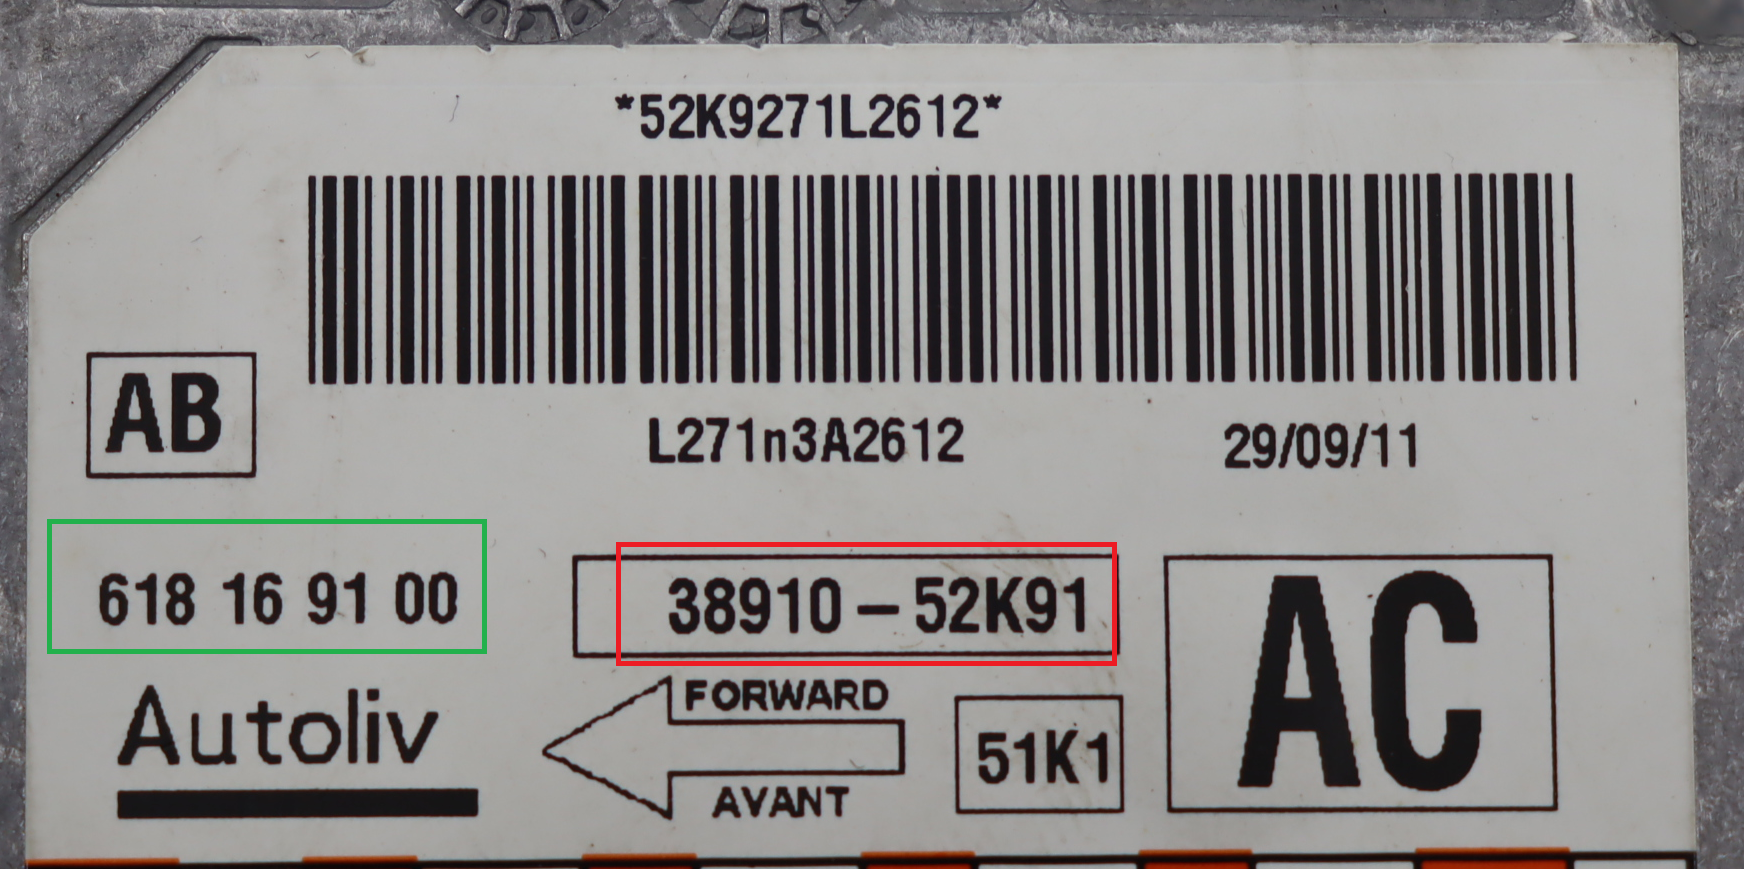 *52K9271L2612*
AB
L271n3A2612 29/09/11
618 16 91 00
38910-52K91
AC
Autoliv
FORWARD
AVANT
51K1